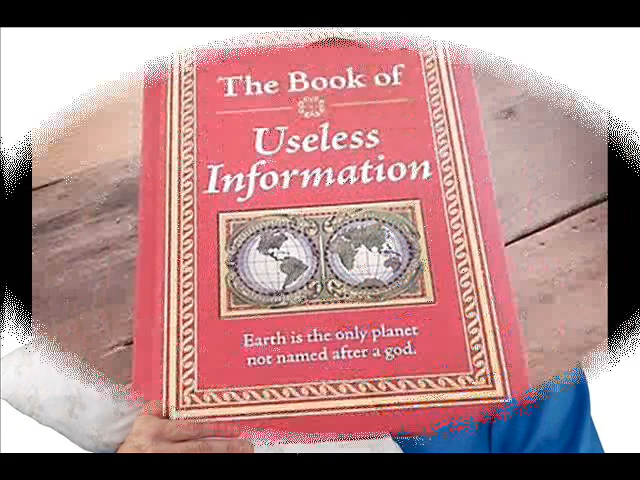 The Book of
Useless
Information
Earth is the only planet
not named after a god.